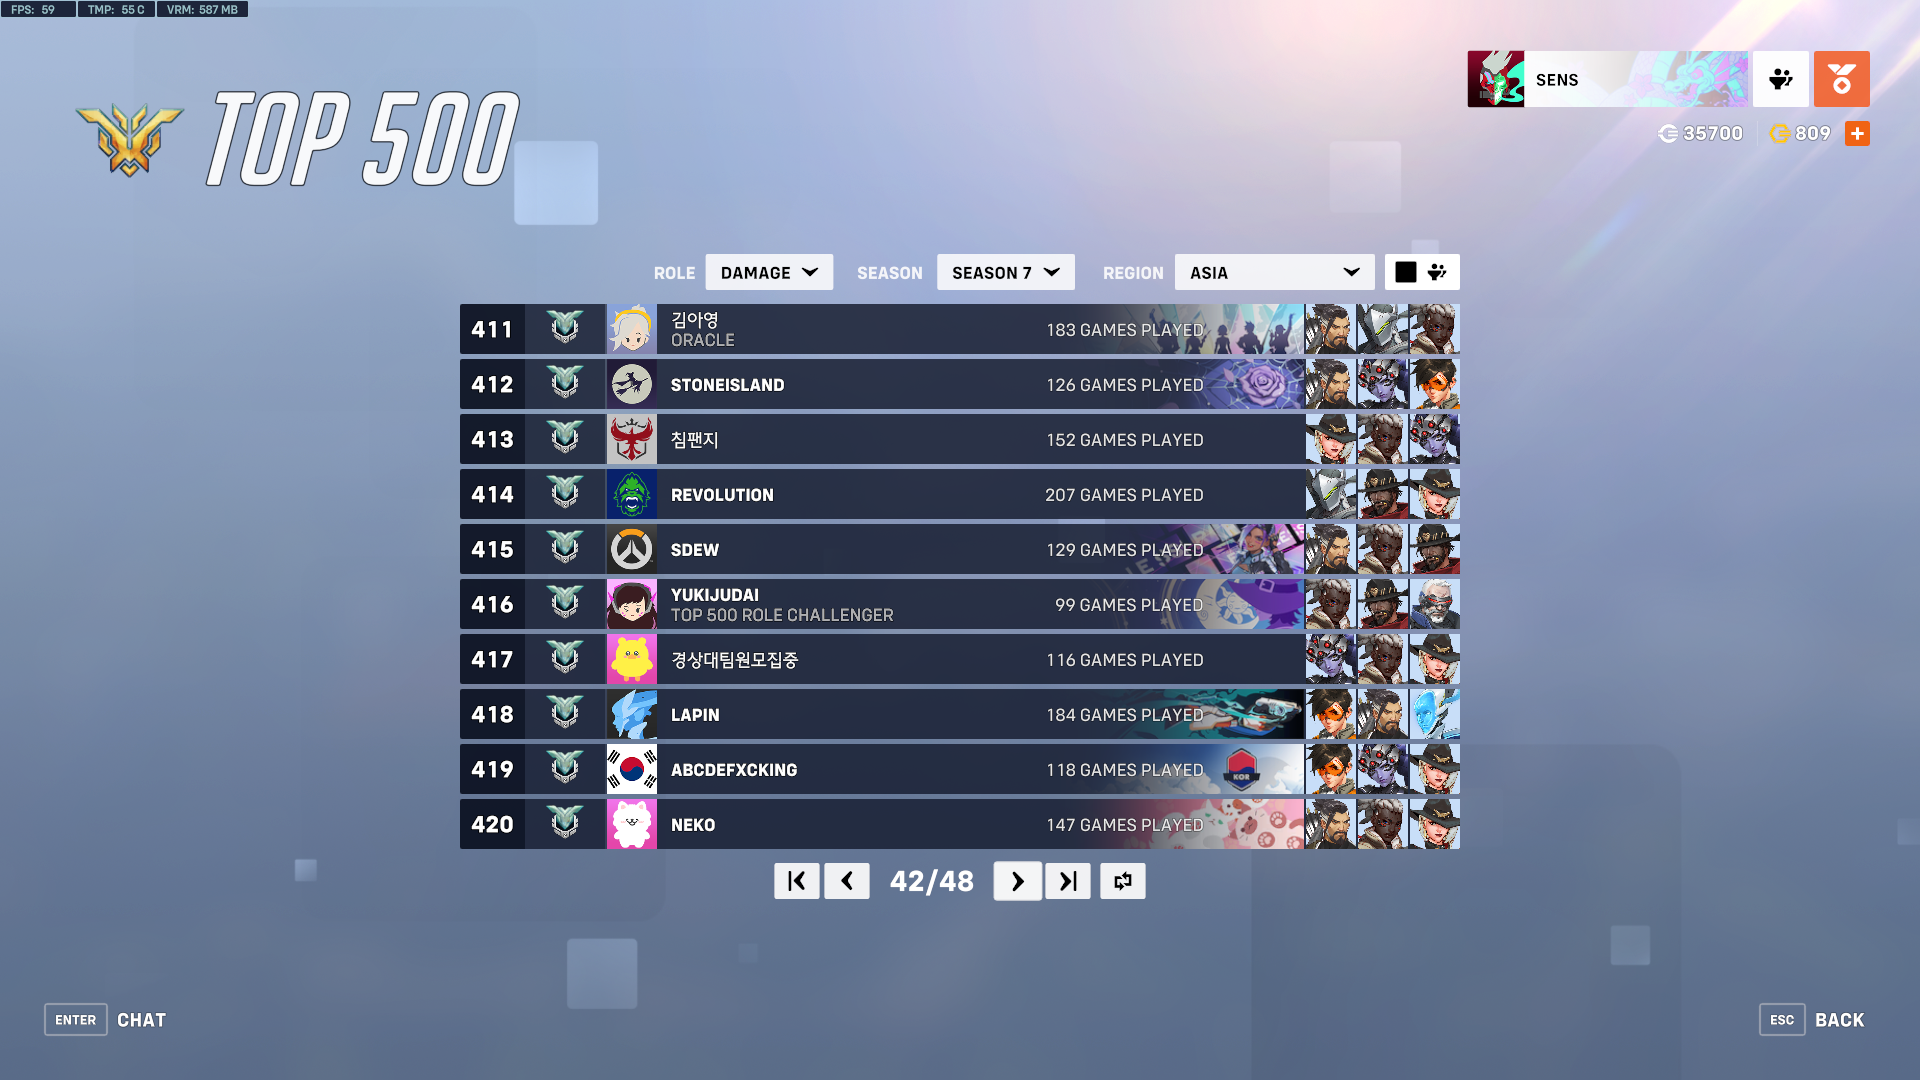 FPS: 59 TMP: 55 C VRM: 587 MB
TOP 500
SENS
35700 809
ROLE DAMAGE SEASON SEASON 7 REGION ASIA
411 김아영 183 GAMES PLAYED
ORACLE
412 STONEISLAND 126 GAMES PLAYED
413 침팬지 152 GAMES PLAYED
414 REVOLUTION 207 GAMES PLAYED
415 SDEW 129 GAMES PLAYED
416 YUKIJUDAI 99 GAMES PLAYED
TOP 500 ROLE CHALLENGER
417 경상대팀원모집중 116 GAMES PLAYED
418 LAPIN 184 GAMES PLAYED
419 ABCDEFXCKING 118 GAMES PLAYED KOR
420 NEKO 147 GAMES PLAYED
42/48
ENTER CHAT
ESC BACK